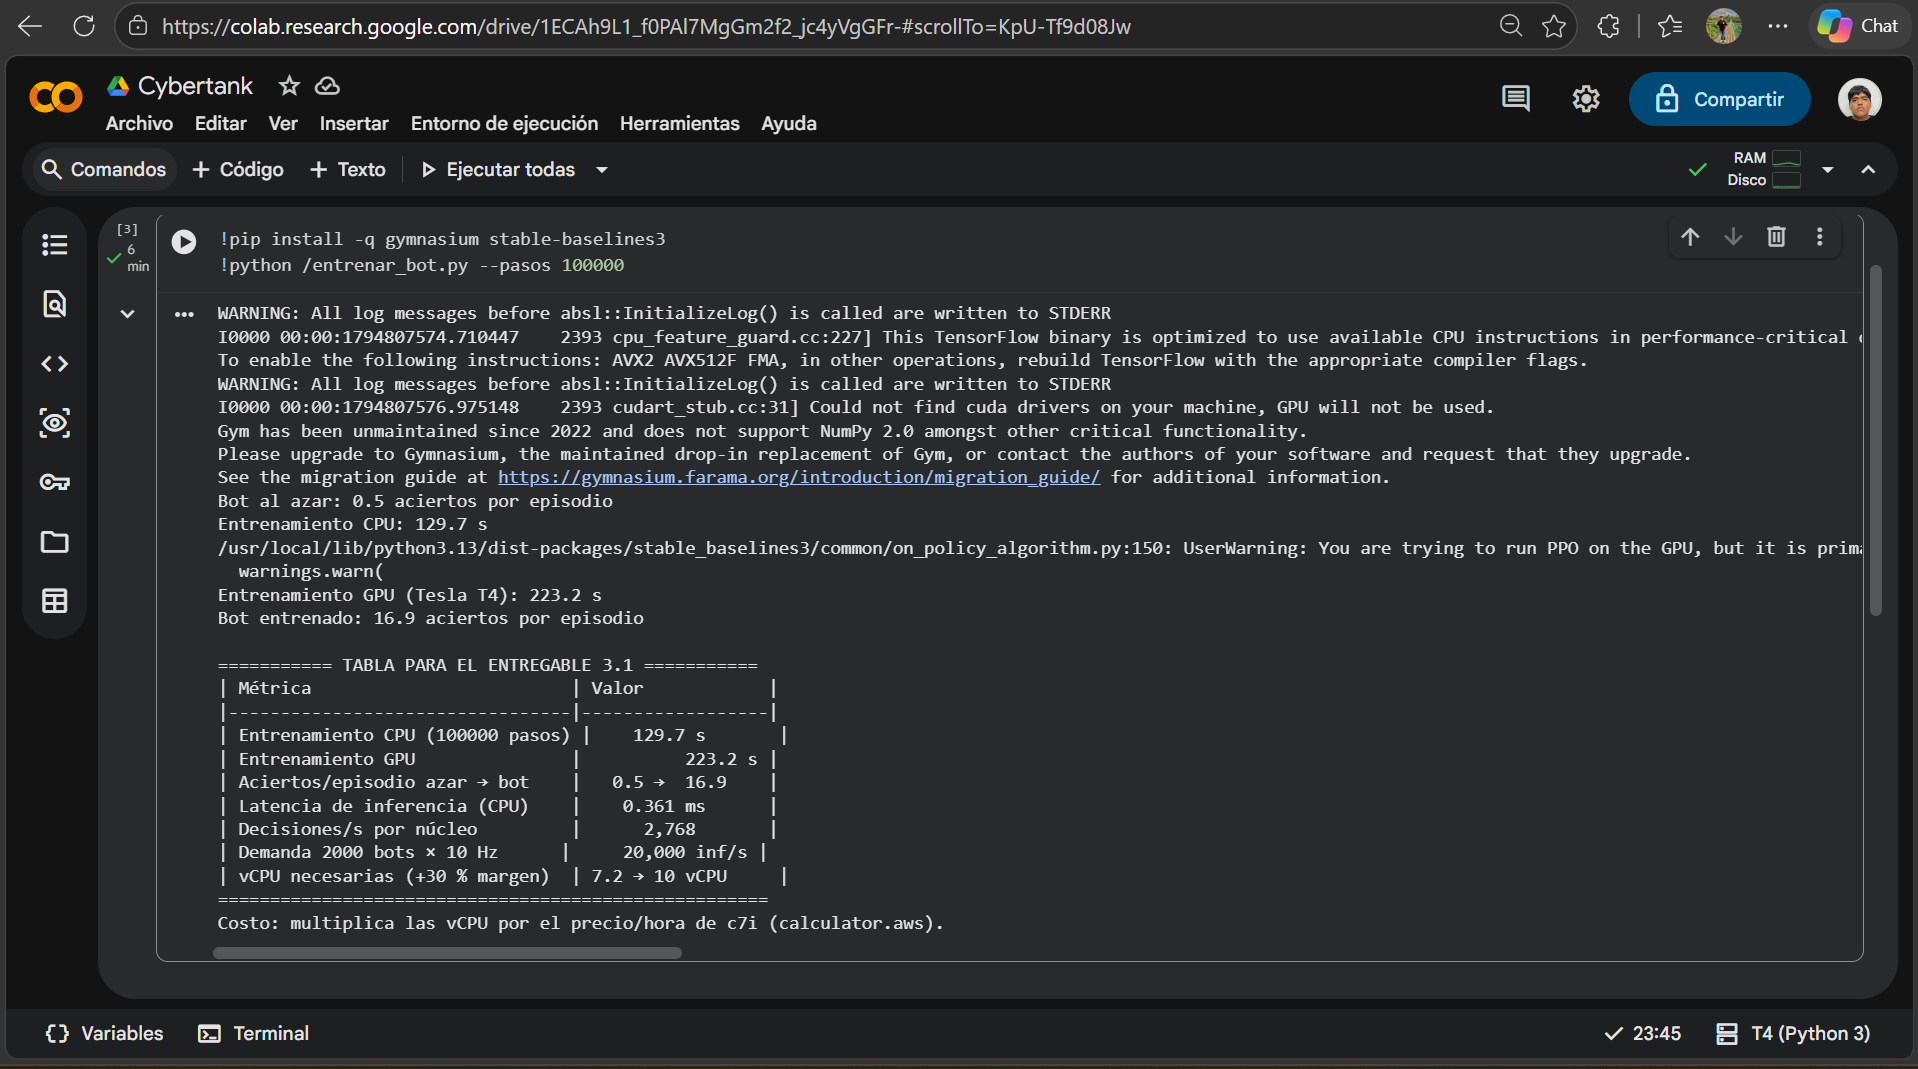 https://colab.research.google.com/drive/1ECAh9L1_f0PAl7MgGm2f2_jc4yVgGFr-#scrollTo=KpU-Tf9d08Jw
Chat
Cybertank
Archivo Editar Ver Insertar Entorno de ejecución Herramientas Ayuda
Compartir
Comandos + Código + Texto Ejecutar todas
RAM
Disco
[3]
6
min
!pip install -q gymnasium stable-baselines3
!python /entrenar_bot.py --pasos 100000
WARNING: All log messages before absl::InitializeLog() is called are written to STDERR
I0000 00:00:1794807574.710447    2393 cpu_feature_guard.cc:227] This TensorFlow binary is optimized to use available CPU instructions in performance-critical
To enable the following instructions: AVX2 AVX512F FMA, in other operations, rebuild TensorFlow with the appropriate compiler flags.
WARNING: All log messages before absl::InitializeLog() is called are written to STDERR
I0000 00:00:1794807576.975148    2393 cudart_stub.cc:31] Could not find cuda drivers on your machine, GPU will not be used.
Gym has been unmaintained since 2022 and does not support NumPy 2.0 amongst other critical functionality.
Please upgrade to Gymnasium, the maintained drop-in replacement of Gym, or contact the authors of your software and request that they upgrade.
See the migration guide at https://gymnasium.farama.org/introduction/migration_guide/ for additional information.
Bot al azar: 0.5 aciertos por episodio
Entrenamiento CPU: 129.7 s
/usr/local/lib/python3.13/dist-packages/stable_baselines3/common/on_policy_algorithm.py:150: UserWarning: You are trying to run PPO on the GPU, but it is prima
warnings.warn(
Entrenamiento GPU (Tesla T4): 223.2 s
Bot entrenado: 16.9 aciertos por episodio
=========== TABLA PARA EL ENTREGABLE 3.1 ===========
| Métrica                         | Valor            |
|---------------------------------|------------------|
| Entrenamiento CPU (100000 pasos) |    129.7 s       |
| Entrenamiento GPU               |          223.2 s |
| Aciertos/episodio azar → bot    |   0.5 →  16.9    |
| Latencia de inferencia (CPU)    |    0.361 ms      |
| Decisiones/s por núcleo         |      2,768       |
| Demanda 2000 bots × 10 Hz      |     20,000 inf/s |
| vCPU necesarias (+30 % margen)  | 7.2 → 10 vCPU     |
=====================================================
Costo: multiplica las vCPU por el precio/hora de c7i (calculator.aws).
{} Variables Terminal 23:45 T4 (Python 3)